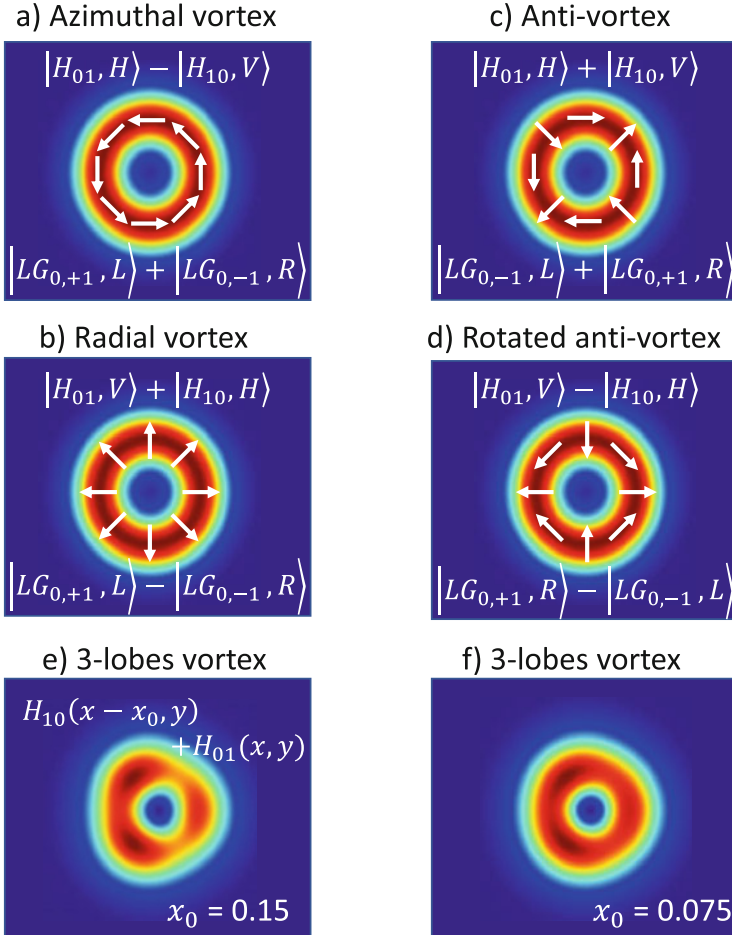 a) Azimuthal vortex
|H₀₁, H⟩ − |H₁₀, V⟩
|LG₀,₊₁, L⟩ + |LG₀,₋₁, R⟩
c) Anti-vortex
|H₀₁, H⟩ + |H₁₀, V⟩
|LG₀,₋₁, L⟩ + |LG₀,₊₁, R⟩
b) Radial vortex
|H₀₁, V⟩ + |H₁₀, H⟩
|LG₀,₊₁, L⟩ − |LG₀,₋₁, R⟩
d) Rotated anti-vortex
|H₀₁, V⟩ − |H₁₀, H⟩
|LG₀,₊₁, R⟩ − |LG₀,₋₁, L⟩
e) 3-lobes vortex
H₁₀(x − x₀, y)
+H₀₁(x, y)
x₀ = 0.15
f) 3-lobes vortex
x₀ = 0.075